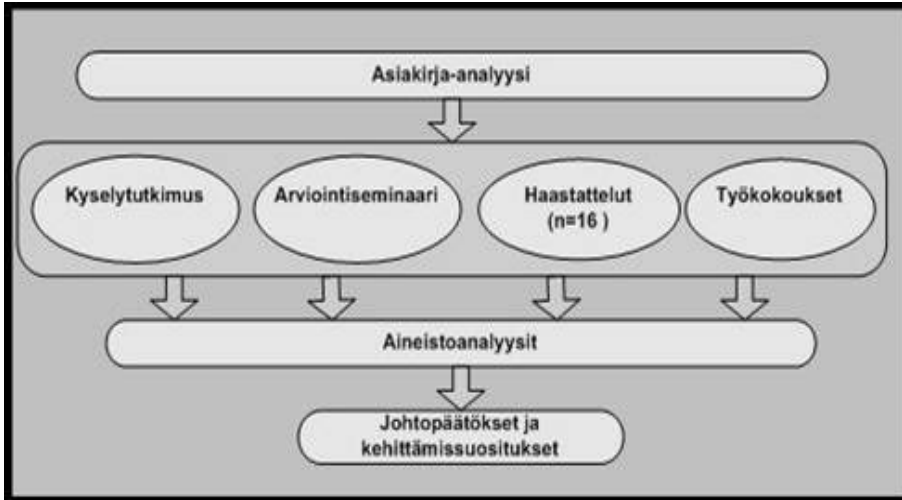 Asiakirja-analyysi
Kyselytutkimus
Arviointiseminaari
Haastattelut
(n=16 )
Työkokoukset
Aineistoanalyysit
Johtopäätökset ja
kehittämissuositukset